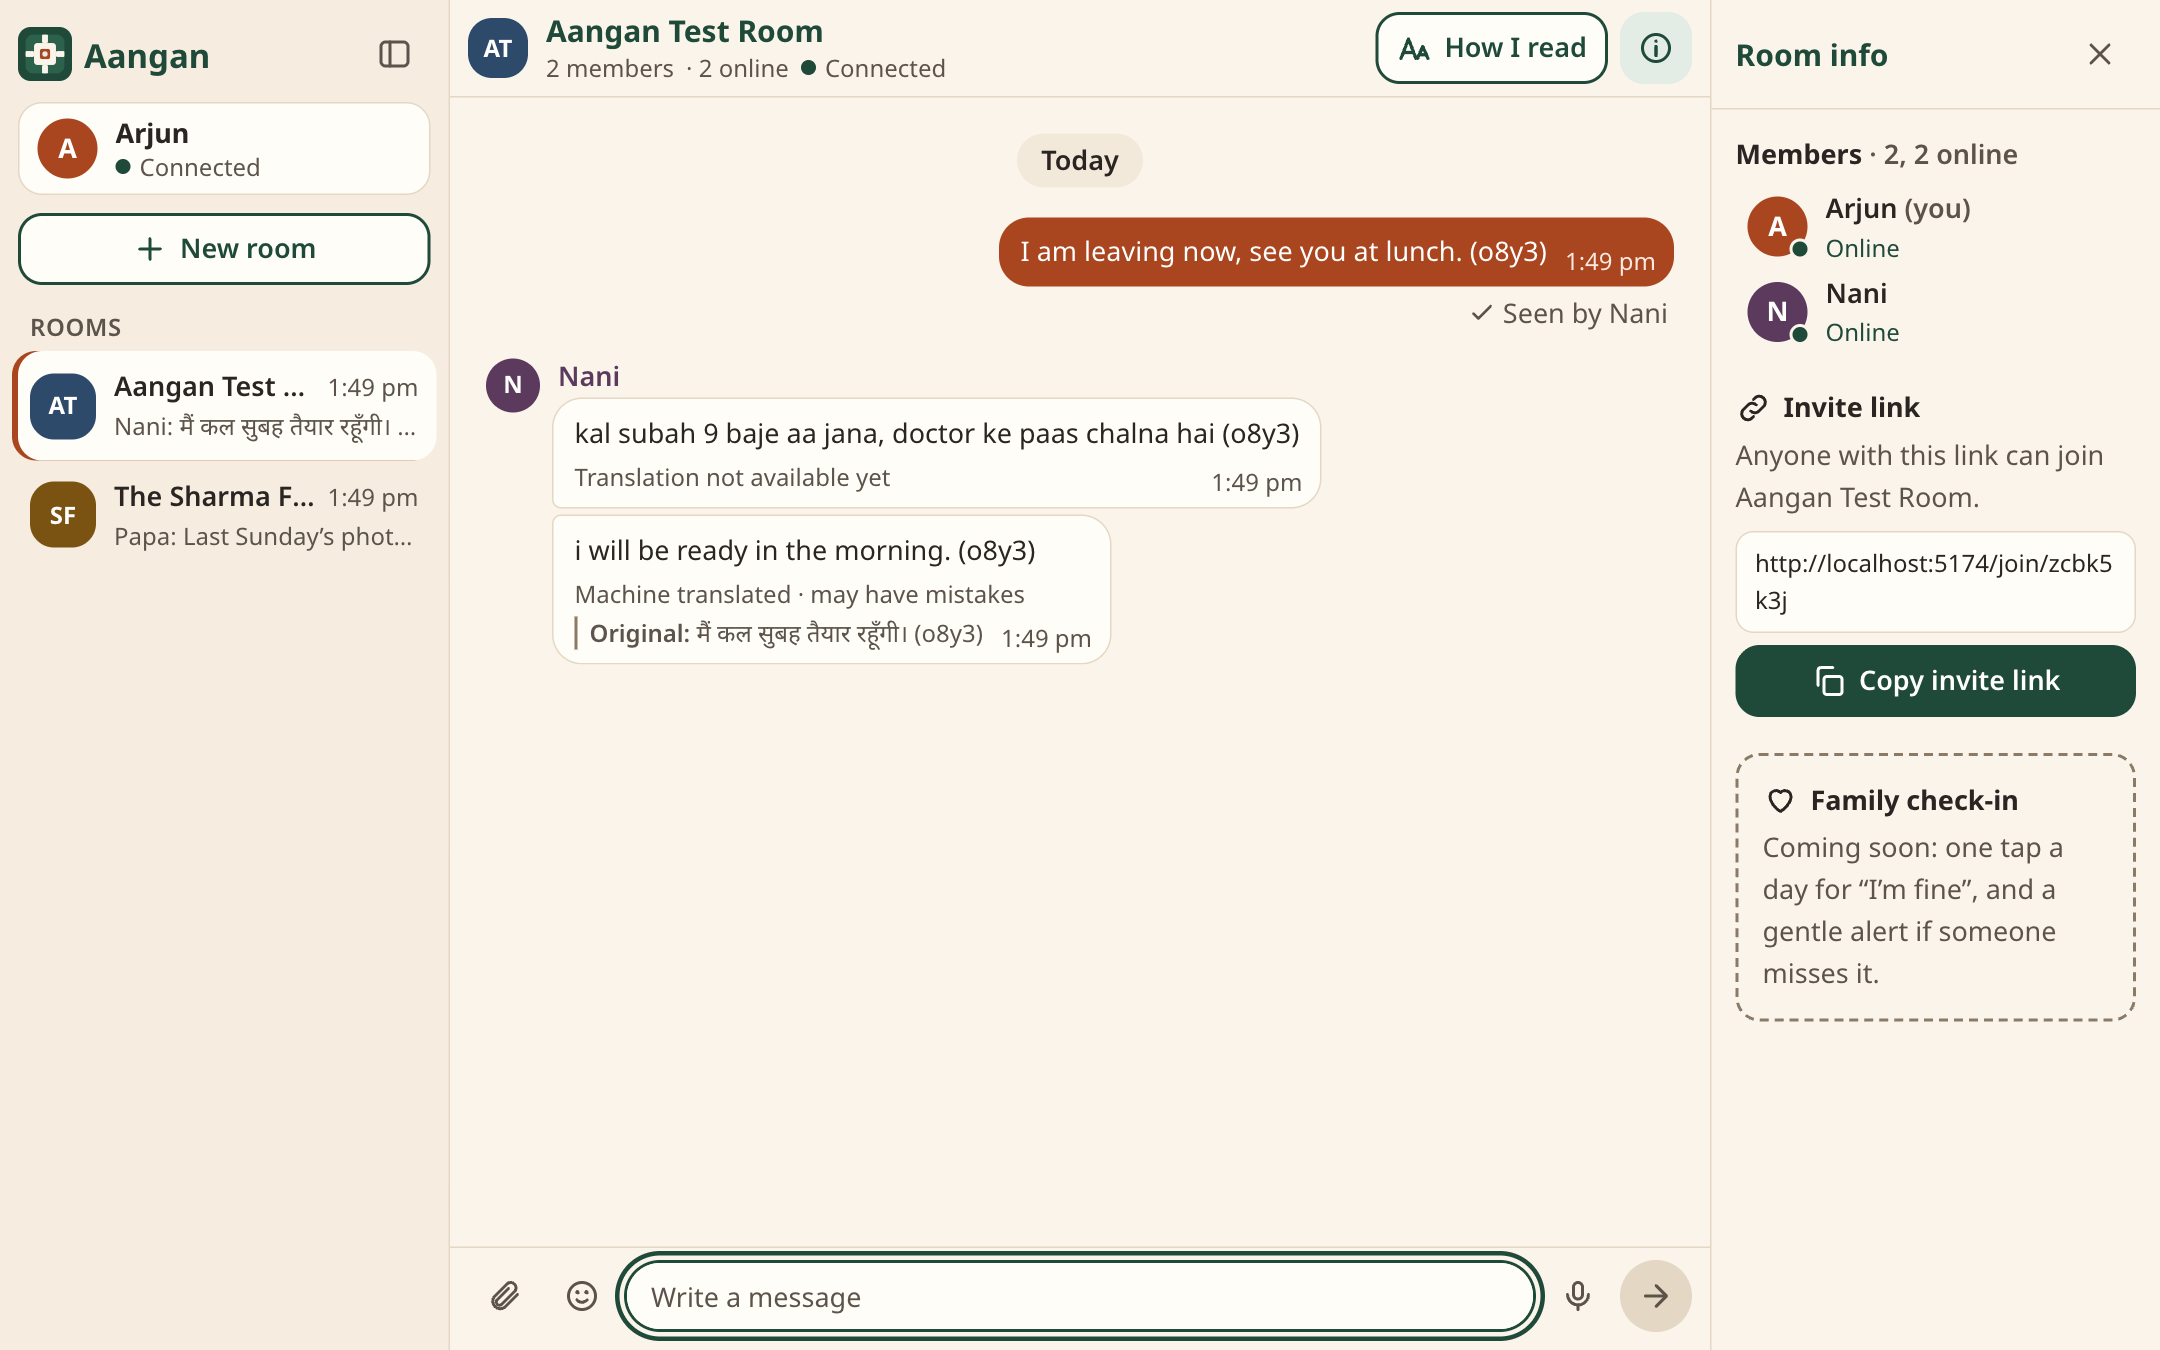 Aangan
Arjun
Connected
New room
ROOMS
Aangan Test ... 1:49 pm
Nani: मैं कल सुबह तैयार रहूँगी। ...
The Sharma F... 1:49 pm
Papa: Last Sunday’s phot...
AT
SF
A
AT
Aangan Test Room
2 members · 2 online Connected
How I read
Today
I am leaving now, see you at lunch. (o8y3) 1:49 pm
Seen by Nani
N
Nani
kal subah 9 baje aa jana, doctor ke paas chalna hai (o8y3)
Translation not available yet 1:49 pm
i will be ready in the morning. (o8y3)
Machine translated · may have mistakes
Original: मैं कल सुबह तैयार रहूँगी। (o8y3) 1:49 pm
Write a message
Room info
Members · 2, 2 online
A
Arjun (you)
Online
N
Nani
Online
Invite link
Anyone with this link can join
Aangan Test Room.
http://localhost:5174/join/zcbk5
k3j
Copy invite link
Family check-in
Coming soon: one tap a
day for “I’m fine”, and a
gentle alert if someone
misses it.